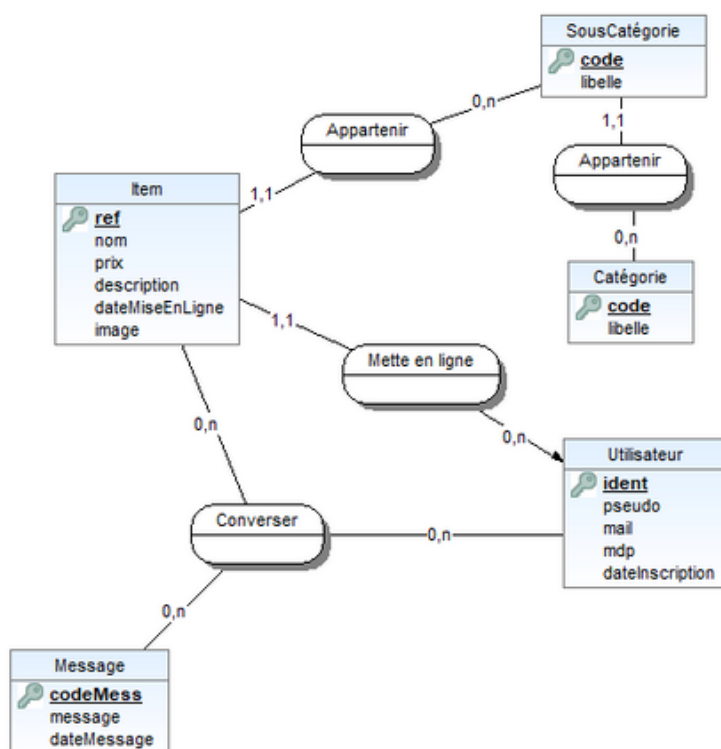 SousCatégorie
code
libelle
0,n
1,1
Appartenir
Appartenir
1,1
0,n
Item
ref
nom
prix
description
dateMiseEnLigne
image
Catégorie
code
libelle
1,1
Mette en ligne
0,n
0,n
Utilisateur
ident
pseudo
mail
mdp
dateInscription
Converser
0,n
0,n
Message
codeMess
message
dateMessage